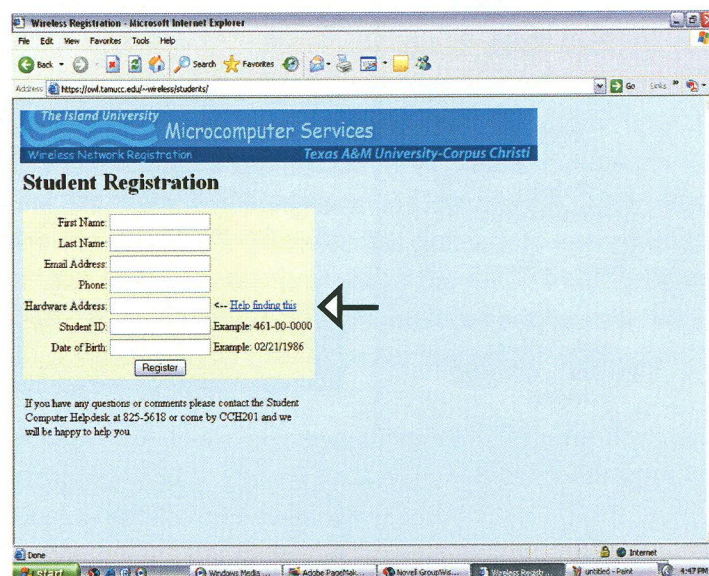 Wireless Registration - Microsoft Internet Explorer
File Edit View Favorites Tools Help
Back Search Favorites
Address https://owl.tamucc.edu/~wireless/students/ Go Links »
The Island University
Microcomputer Services
Wireless Network Registration Texas A&M University-Corpus Christi
Student Registration
First Name:
Last Name:
Email Address:
Phone:
Hardware Address: <-- Help finding this
Student ID: Example: 461-00-0000
Date of Birth: Example: 02/21/1986
Register
If you have any questions or comments please contact the Student
Computer Helpdesk at 825-5618 or come by CCH201 and we
will be happy to help you.
Done Internet
start Windows Media ... Adobe PageMak... Novell GroupWis... Wireless Registr... untitled - Paint 4:47 PM